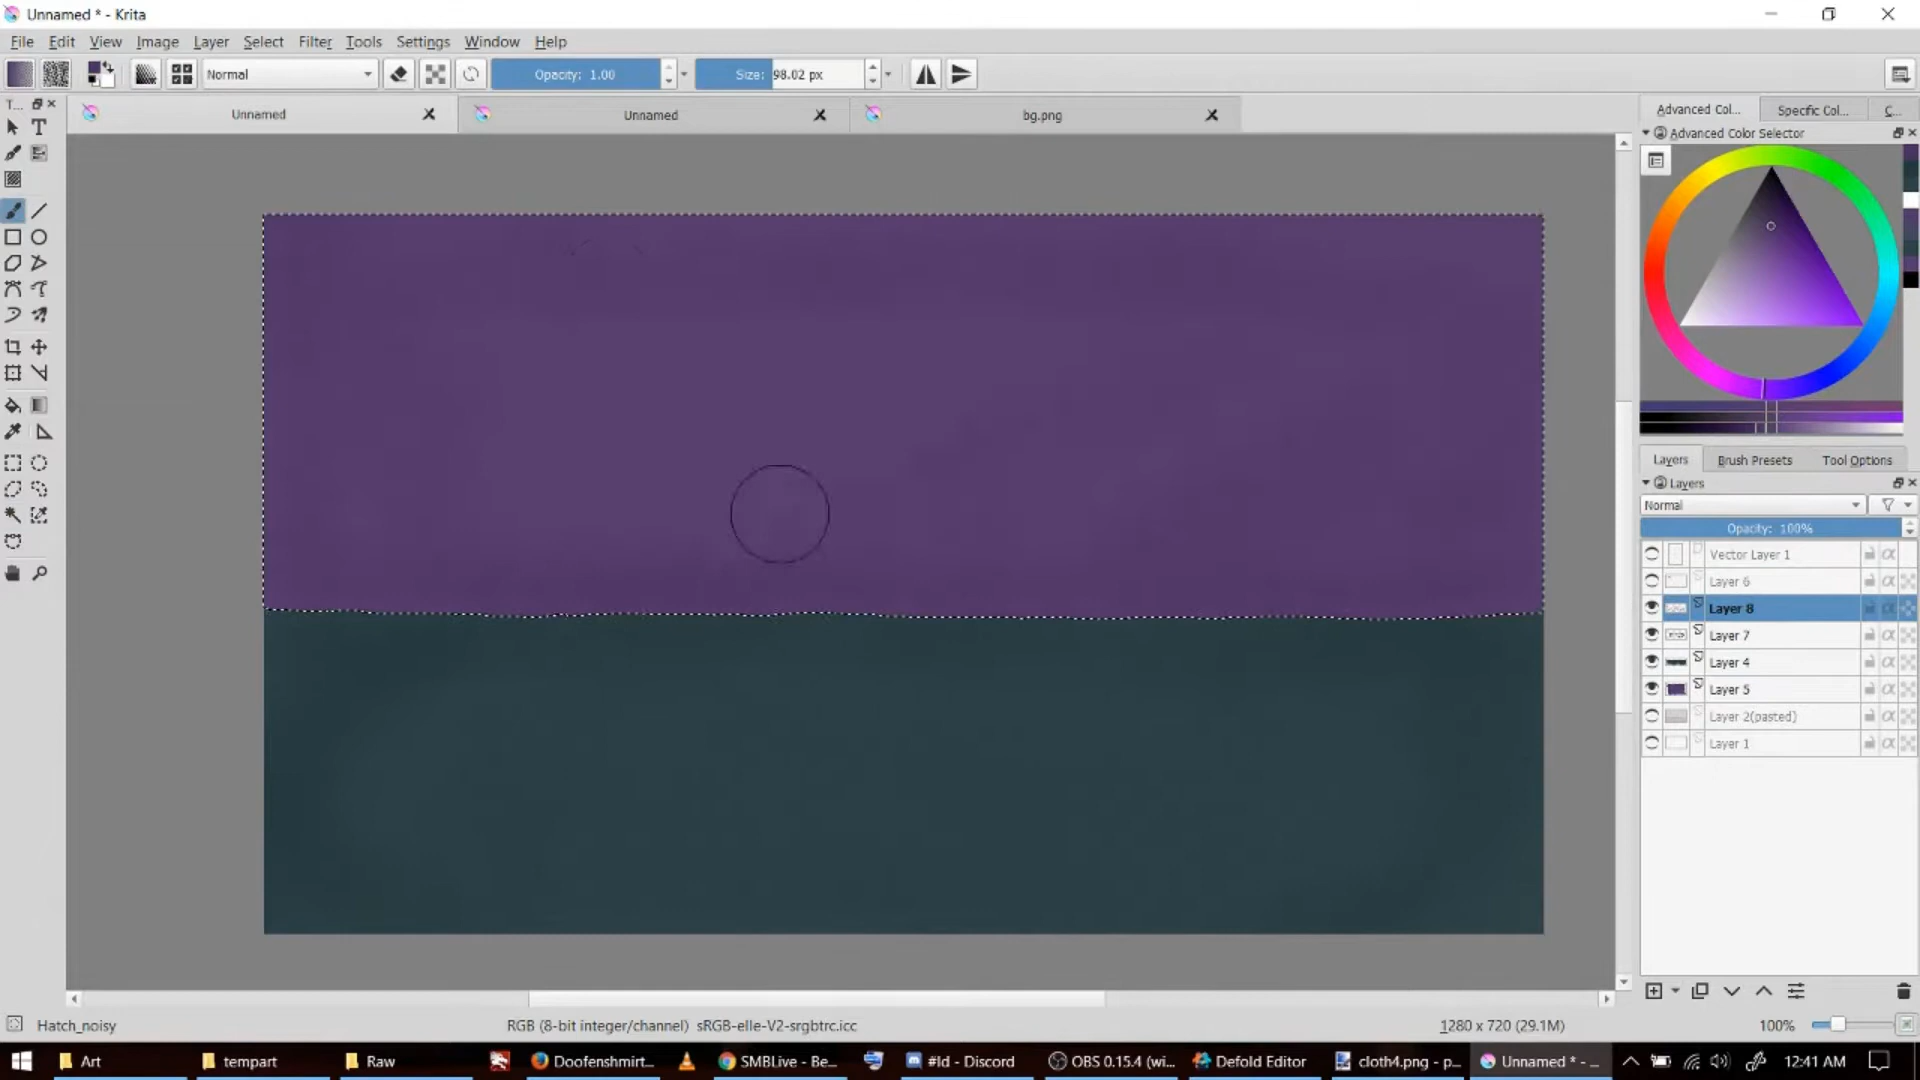 Unnamed * - Krita
File Edit View Image Layer Select Filter Tools Settings Window Help
Normal Opacity: 1.00 Size: 98.02 px
T... Unnamed Unnamed bg.png
Advanced Col... Specific Col... C...
Advanced Color Selector
Layers Brush Presets Tool Options
Layers
Normal
Opacity: 100%
Vector Layer 1
Layer 6
Layer 8
Layer 7
Layer 4
Layer 5
Layer 2(pasted)
Layer 1
Hatch_noisy RGB (8-bit integer/channel) sRGB-elle-V2-srgbtrc.icc 1280 x 720 (29.1M) 100%
Art tempart Raw Doofenshmirt... SMBLive - Be... #ld - Discord OBS 0.15.4 (wi... Defold Editor cloth4.png - p... Unnamed * - ... 12:41 AM